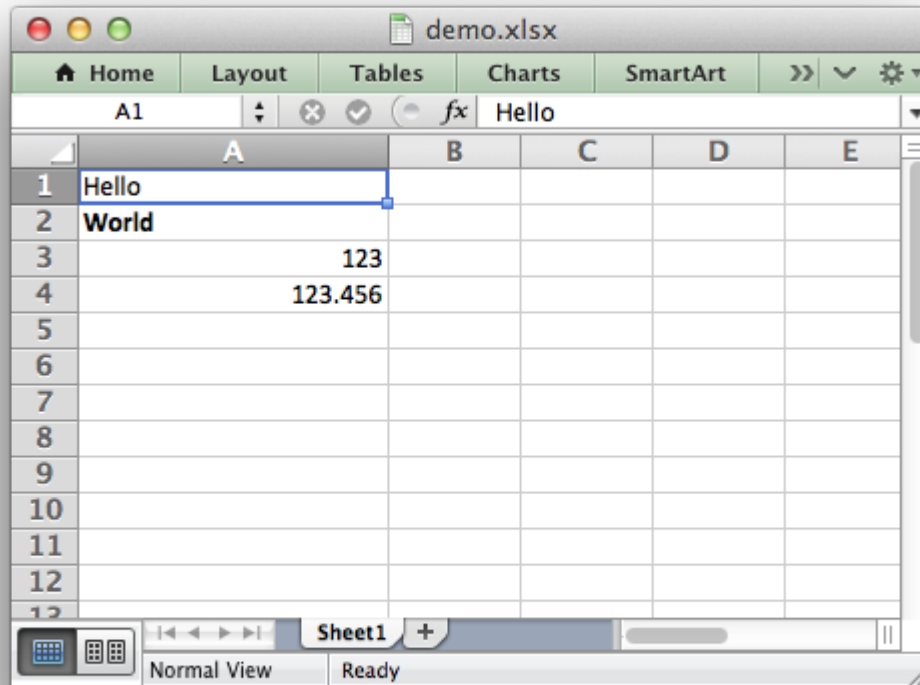 demo.xlsx
Home Layout Tables Charts SmartArt
A1 fx Hello
A B C D E
1 Hello
2 World
3 123
4 123.456
5
6
7
8
9
10
11
12
13
Sheet1
Normal View Ready